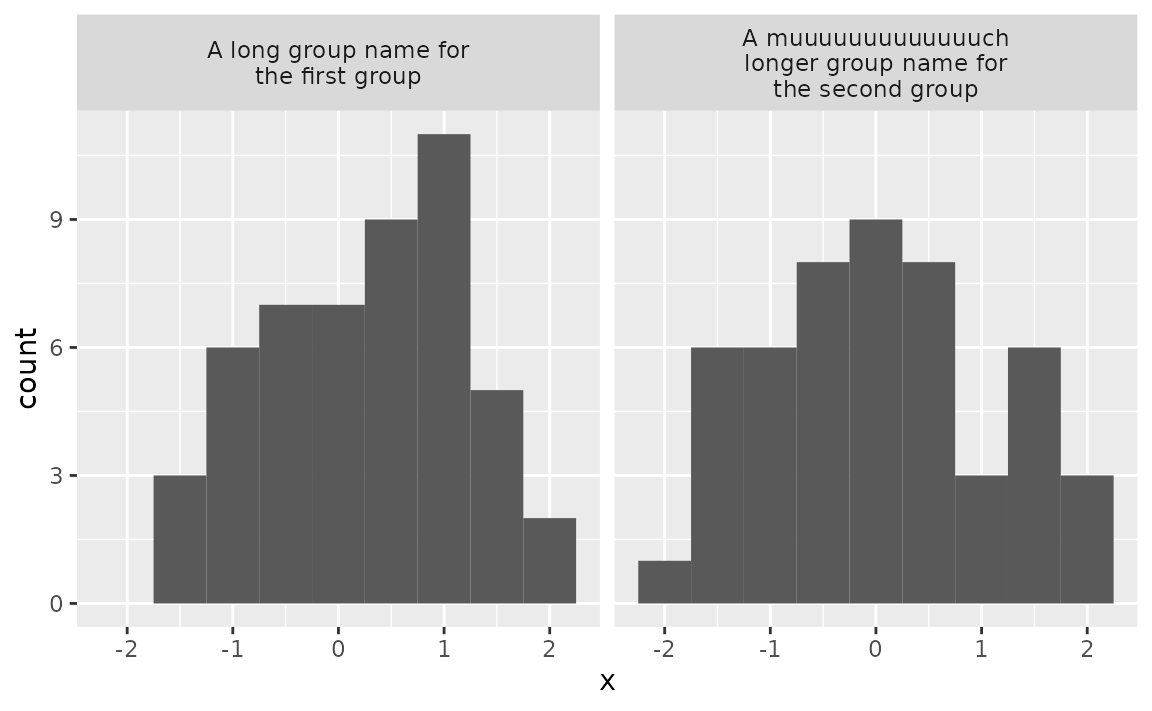 A long group name for
the first group
A muuuuuuuuuuuuuch
longer group name for
the second group
count
9
6
3
0
-2
-1
0
1
2
-2
-1
0
1
2
x